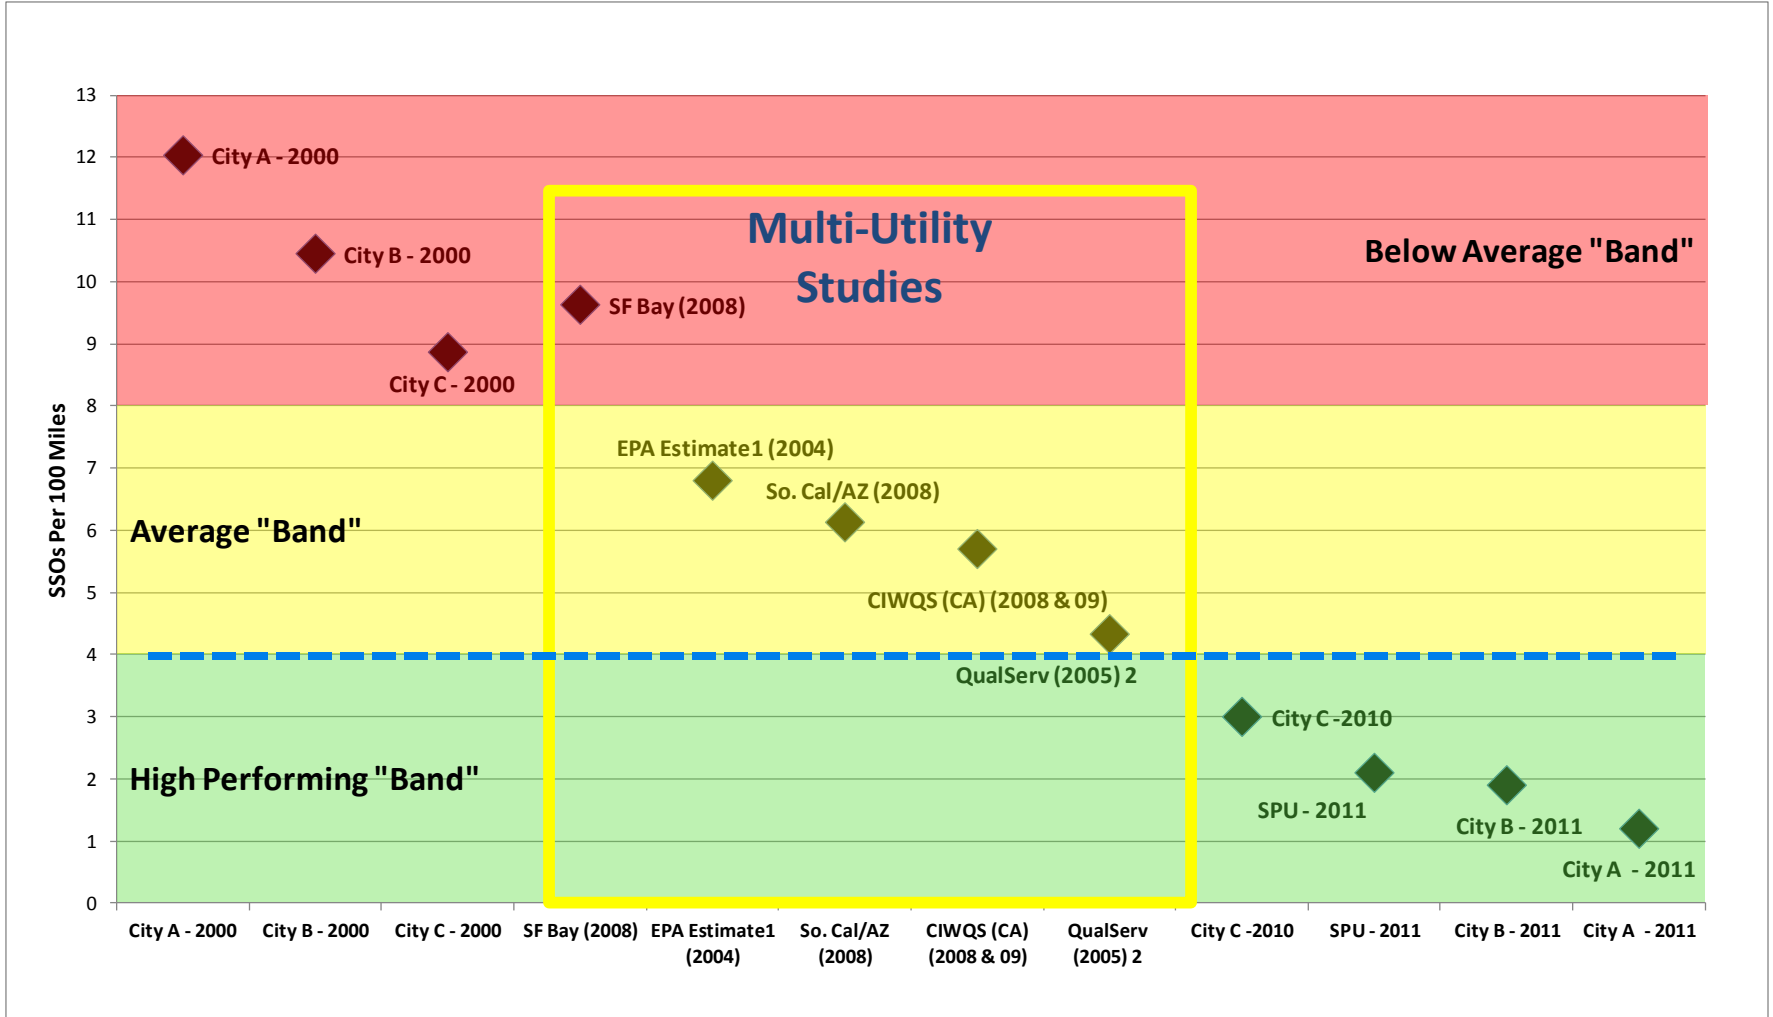 13
12
11
10
9
8
7
6
5
4
3
2
1
0
SSOs Per 100 Miles
City A - 2000
City B - 2000
City C - 2000
SF Bay (2008)
Multi-Utility
Studies
Below Average "Band"
EPA Estimate1 (2004)
So. Cal/AZ (2008)
CIWQS (CA) (2008 & 09)
QualServ (2005) 2
Average "Band"
High Performing "Band"
City C -2010
SPU - 2011
City B - 2011
City A - 2011
City A - 2000
City B - 2000
City C - 2000
SF Bay (2008)
EPA Estimate1
(2004)
So. Cal/AZ
(2008)
CIWQS (CA)
(2008 & 09)
QualServ
(2005) 2
City C -2010
SPU - 2011
City B - 2011
City A - 2011